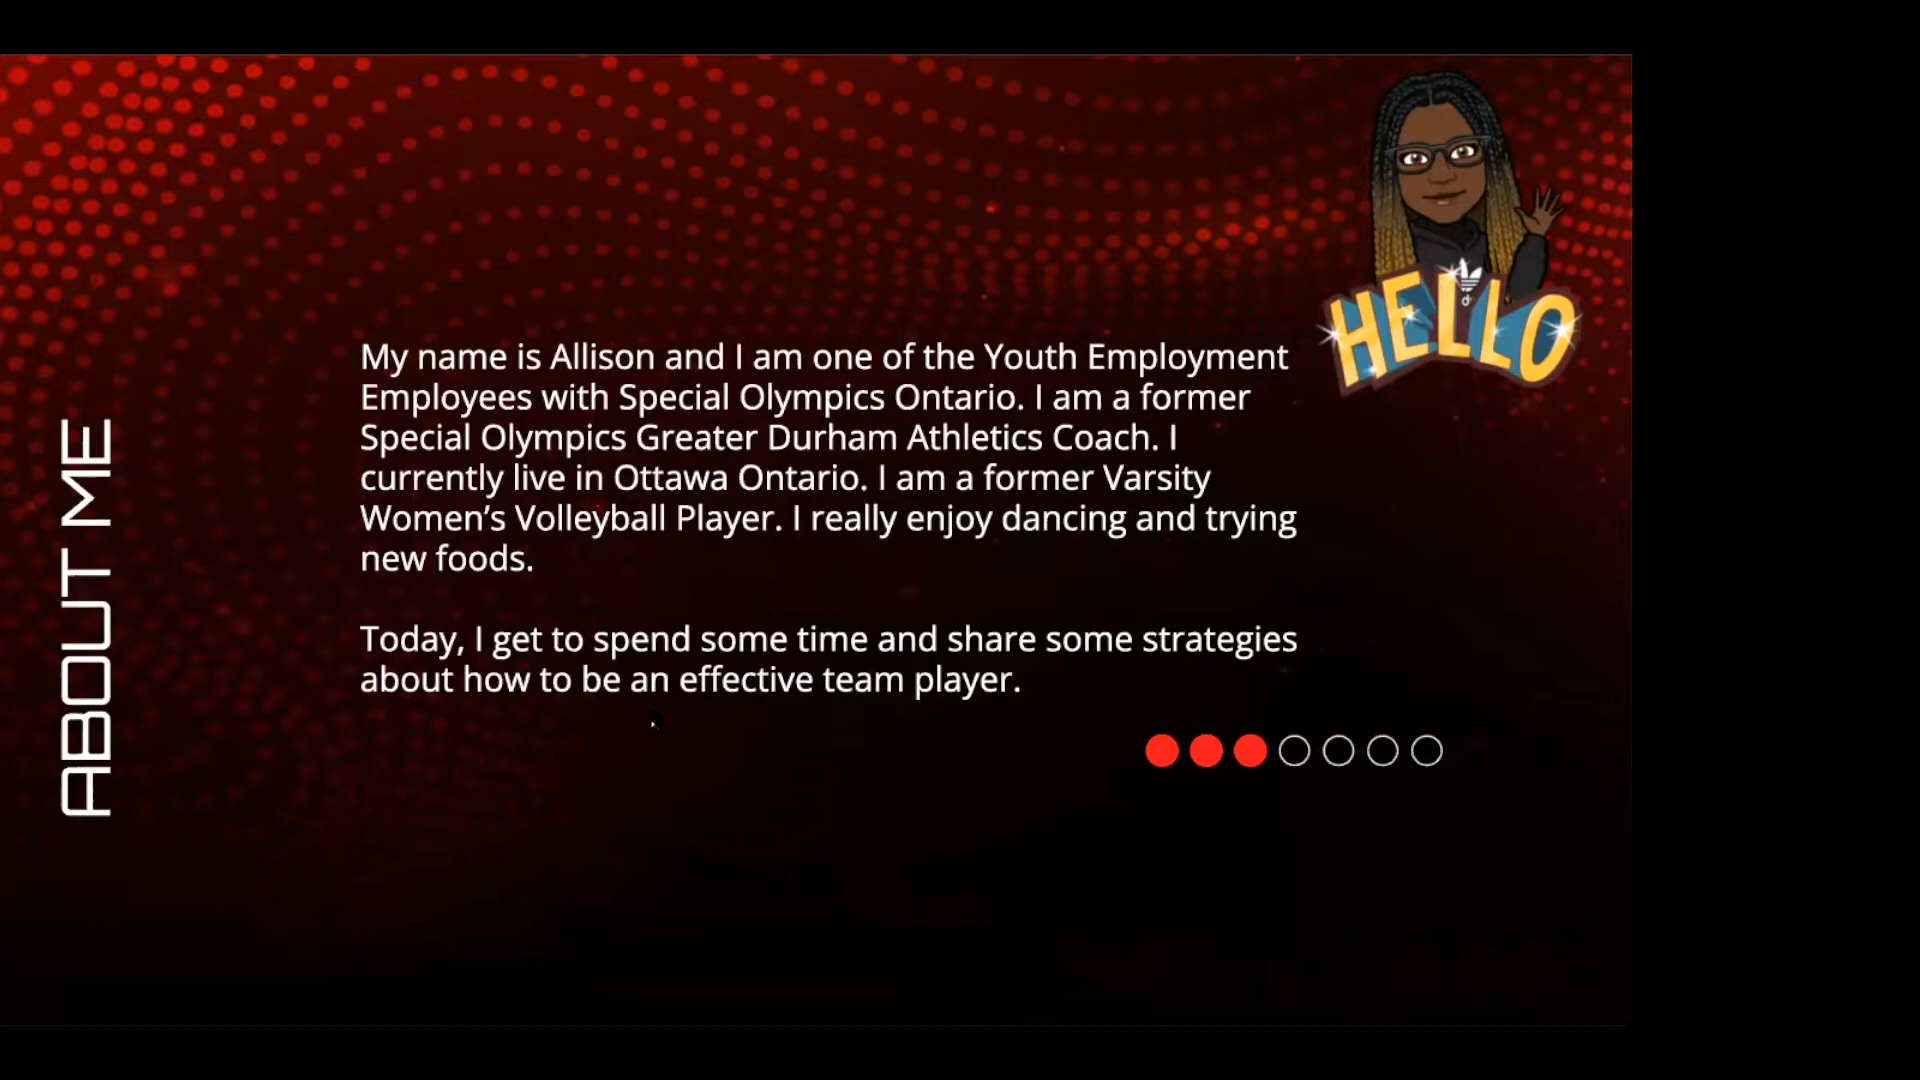 HELLO
My name is Allison and I am one of the Youth Employment
Employees with Special Olympics Ontario. I am a former
Special Olympics Greater Durham Athletics Coach. I
currently live in Ottawa Ontario. I am a former Varsity
Women’s Volleyball Player. I really enjoy dancing and trying
new foods.
Today, I get to spend some time and share some strategies
about how to be an effective team player.
ABOUT ME